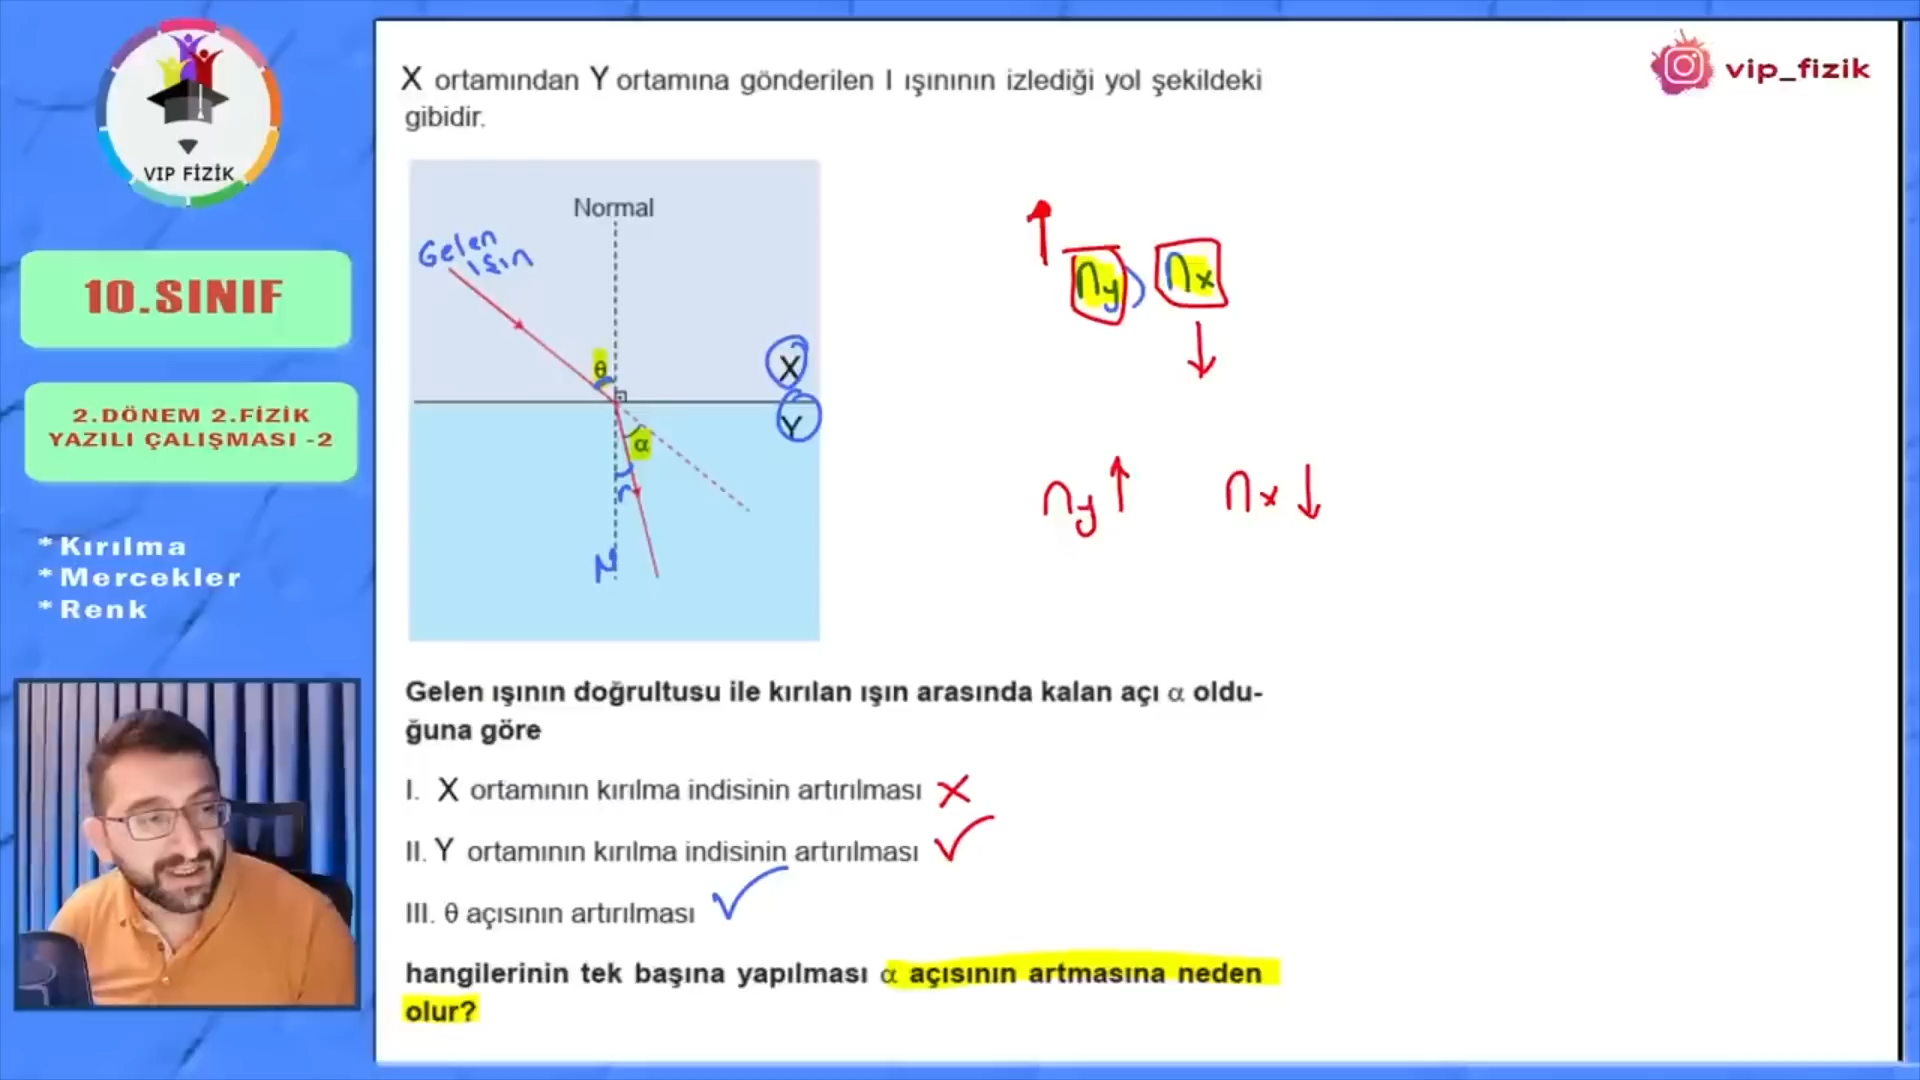 VIP FİZİK
10.SINIF
2.DÖNEM 2.FİZİK
YAZILI ÇALIŞMASI -2
* Kırılma
* Mercekler
* Renk
vip_fizik
X ortamından Y ortamına gönderilen I ışınının izlediği yol şekildeki
gibidir.
Normal
Gelen
ışın
θ
X
Y
α
r
N
ny > nx
ny ↑ nx ↓
Gelen ışının doğrultusu ile kırılan ışın arasında kalan açı α oldu-
ğuna göre
I. X ortamının kırılma indisinin artırılması
II. Y ortamının kırılma indisinin artırılması
III. θ açısının artırılması
hangilerinin tek başına yapılması α açısının artmasına neden
olur?